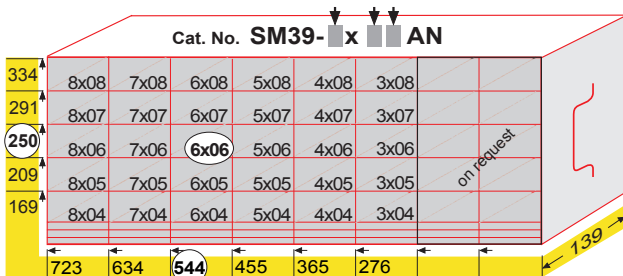 Cat. No. SM39- x AN
334 8x08 7x08 6x08 5x08 4x08 3x08
291 8x07 7x07 6x07 5x07 4x07 3x07
250 8x06 7x06 6x06 5x06 4x06 3x06
209 8x05 7x05 6x05 5x05 4x05 3x05
169 8x04 7x04 6x04 5x04 4x04 3x04
on request
723 634 544 455 365 276
139